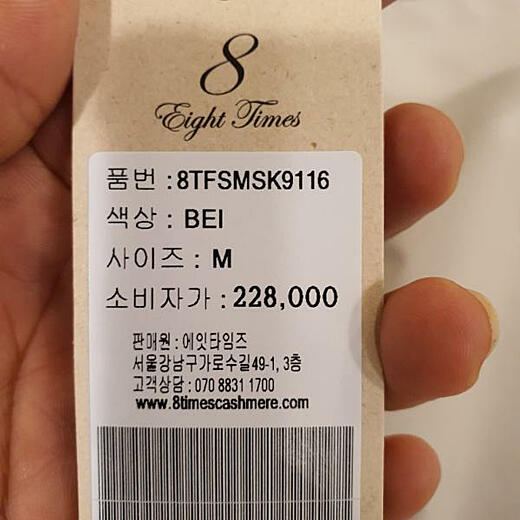 8
Eight Times
품번 : 8TFSMSK9116
색상 : BEI
사이즈 : M
소비자가 : 228,000
판매원 : 에잇타임즈
서울강남구가로수길49-1, 3층
고객상담 : 070 8831 1700
www.8timescashmere.com